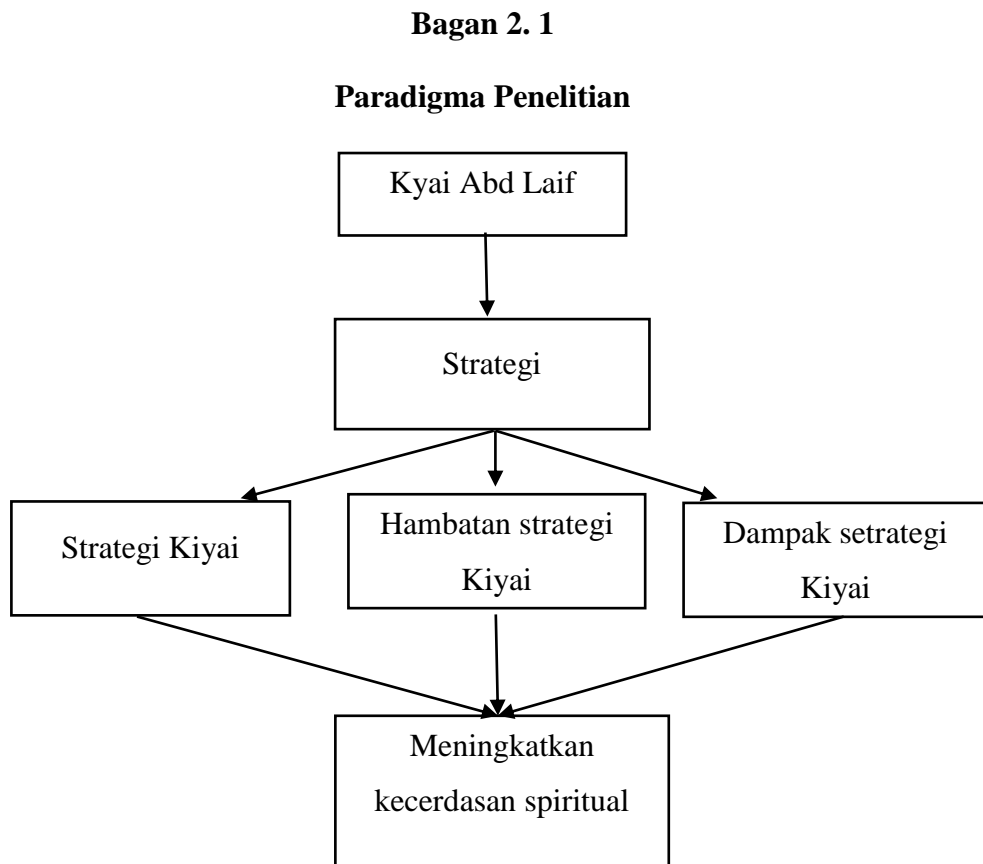 Bagan 2. 1
Paradigma Penelitian
Kyai Abd Laif
Strategi
Strategi Kiyai
Hambatan strategi
Kiyai
Dampak setrategi
Kiyai
Meningkatkan
kecerdasan spiritual